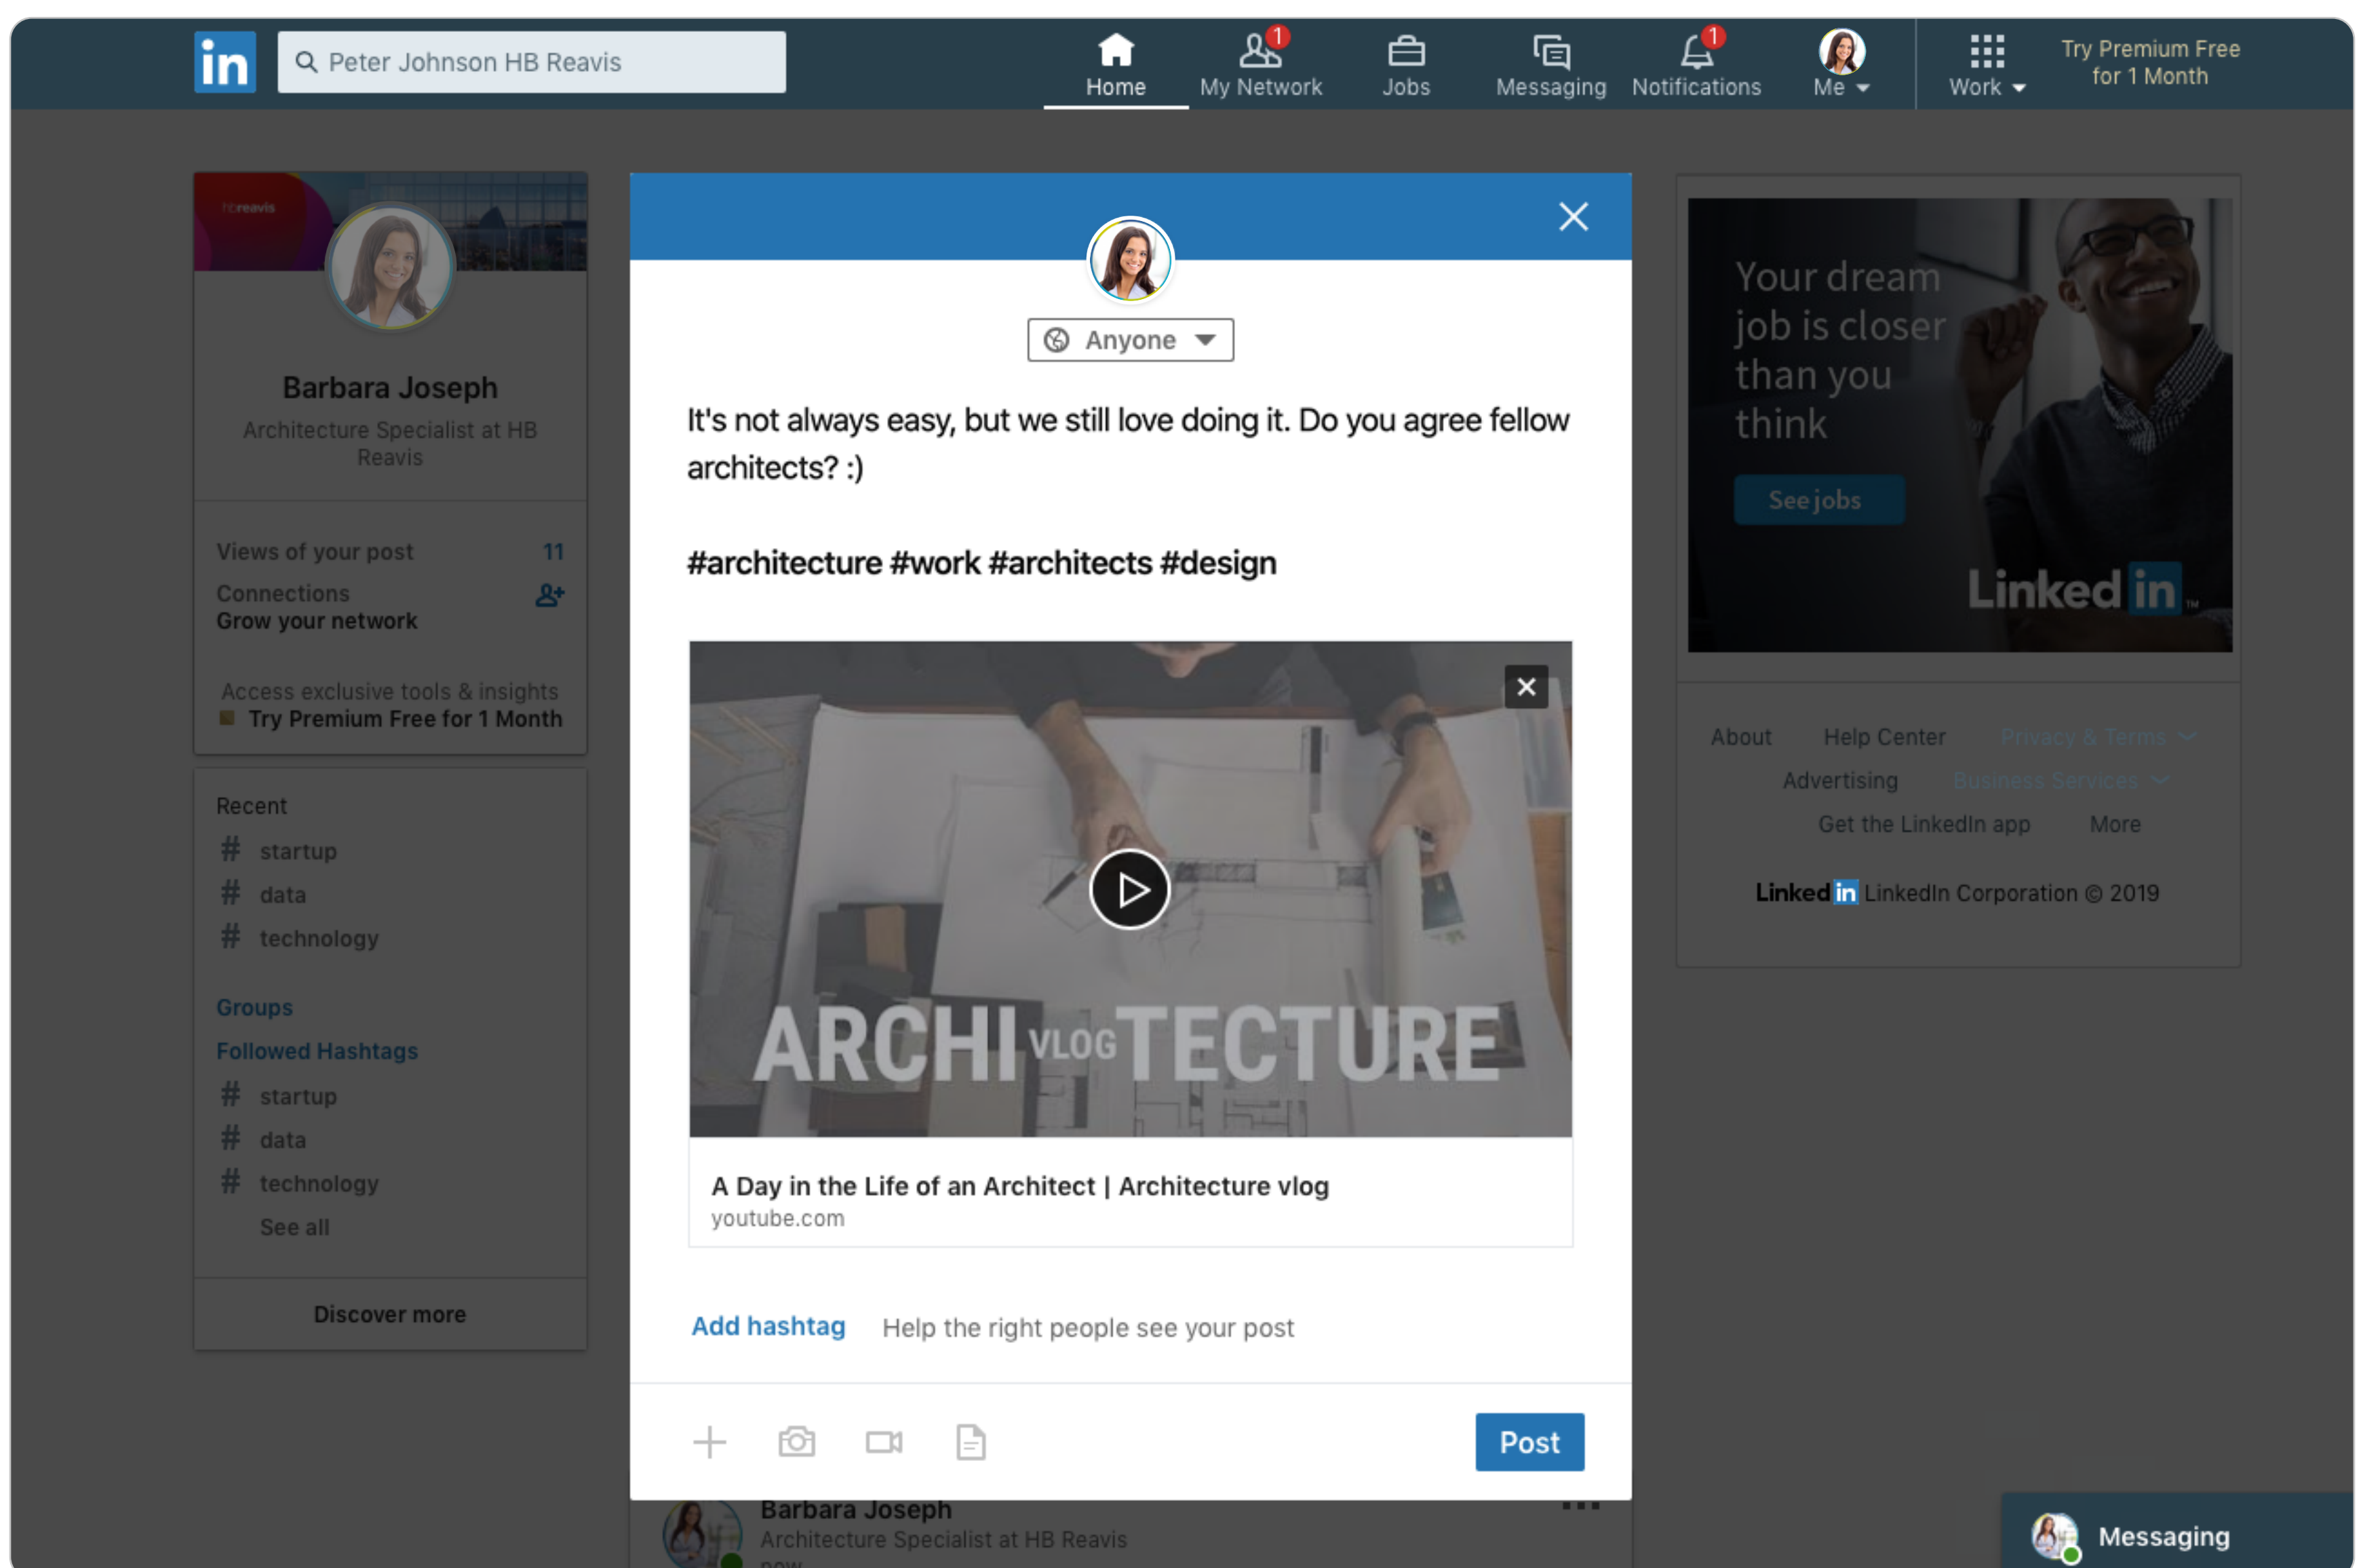 in
Peter Johnson HB Reavis
Home
1
My Network
Jobs
Messaging
1
Notifications
Me
Work
Try Premium Free
for 1 Month
hbreavis
Barbara Joseph
Architecture Specialist at HB
Reavis
Views of your post 11
Connections
Grow your network
Access exclusive tools & insights
Try Premium Free for 1 Month
Recent
# startup
# data
# technology
Groups
Followed Hashtags
# startup
# data
# technology
See all
Discover more
Anyone
It's not always easy, but we still love doing it. Do you agree fellow
architects? :)
#architecture #work #architects #design
ARCHI VLOG TECTURE
A Day in the Life of an Architect | Architecture vlog
youtube.com
Add hashtag Help the right people see your post
Post
Barbara Joseph
Architecture Specialist at HB Reavis
now
Your dream
job is closer
than you
think
See jobs
Linked in ™
About Help Center Privacy & Terms
Advertising Business Services
Get the LinkedIn app More
Linked in LinkedIn Corporation © 2019
Messaging